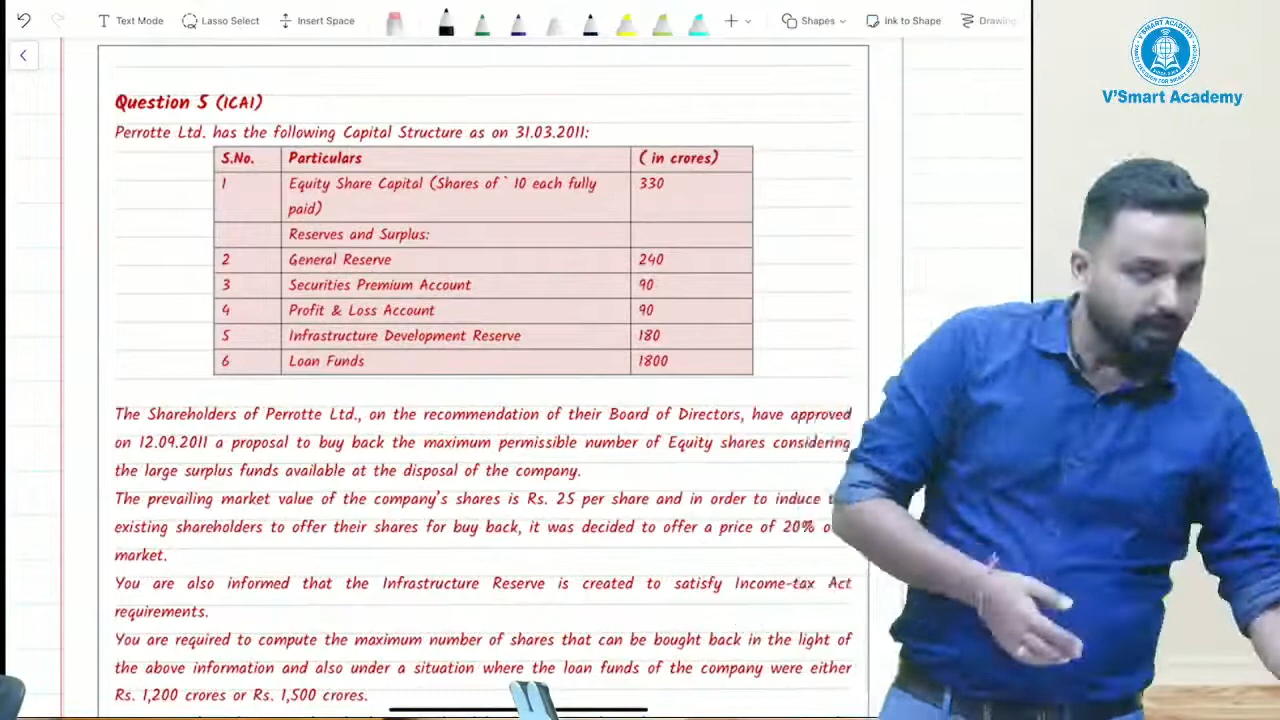 Text Mode
Lasso Select
Insert Space
Shapes
Ink to Shape
Drawing
V'SMART ACADEMY
V'Smart Academy
Question 5 (ICAI)
Perrotte Ltd. has the following Capital Structure as on 31.03.2011:
S.No. Particulars ( in crores)
1 Equity Share Capital (Shares of ` 10 each fully 330
paid)
Reserves and Surplus:
2 General Reserve 240
3 Securities Premium Account 90
4 Profit & Loss Account 90
5 Infrastructure Development Reserve 180
6 Loan Funds 1800
The Shareholders of Perrotte Ltd., on the recommendation of their Board of Directors, have approved
on 12.09.2011 a proposal to buy back the maximum permissible number of Equity shares considering
the large surplus funds available at the disposal of the company.
The prevailing market value of the company's shares is Rs. 25 per share and in order to induce
existing shareholders to offer their shares for buy back, it was decided to offer a price of 20%
market.
You are also informed that the Infrastructure Reserve is created to satisfy Income-tax Act
requirements.
You are required to compute the maximum number of shares that can be bought back in the light of
the above information and also under a situation where the loan funds of the company were either
Rs. 1,200 crores or Rs. 1,500 crores.